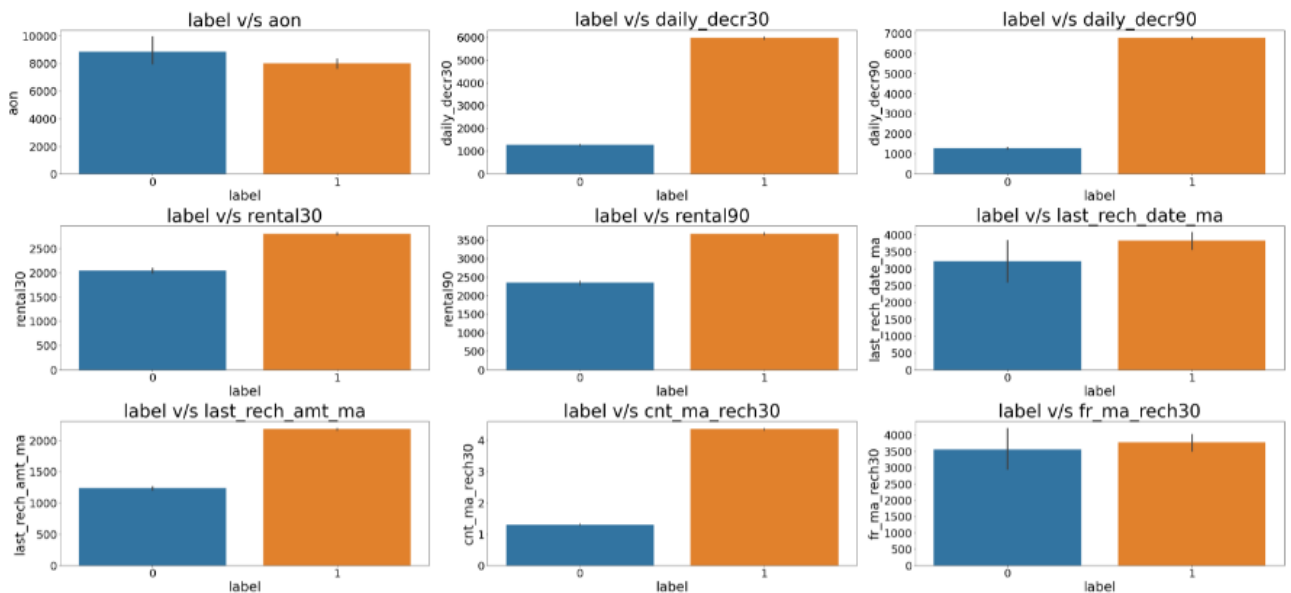 label v/s aon
10000
8000
6000
4000
2000
0
aon
0 1
label
label v/s daily_decr30
6000
5000
4000
3000
2000
1000
0
daily_decr30
0 1
label
label v/s daily_decr90
7000
6000
5000
4000
3000
2000
1000
0
daily_decr90
0 1
label
label v/s rental30
2500
2000
1500
1000
500
0
rental30
0 1
label
label v/s rental90
3500
3000
2500
2000
1500
1000
500
0
rental90
0 1
label
label v/s last_rech_date_ma
4000
3500
3000
2500
2000
1500
1000
500
0
last_rech_date_ma
0 1
label
label v/s last_rech_amt_ma
2000
1500
1000
500
0
last_rech_amt_ma
0 1
label
label v/s cnt_ma_rech30
4
3
2
1
0
cnt_ma_rech30
0 1
label
label v/s fr_ma_rech30
4000
3500
3000
2500
2000
1500
1000
500
0
fr_ma_rech30
0 1
label